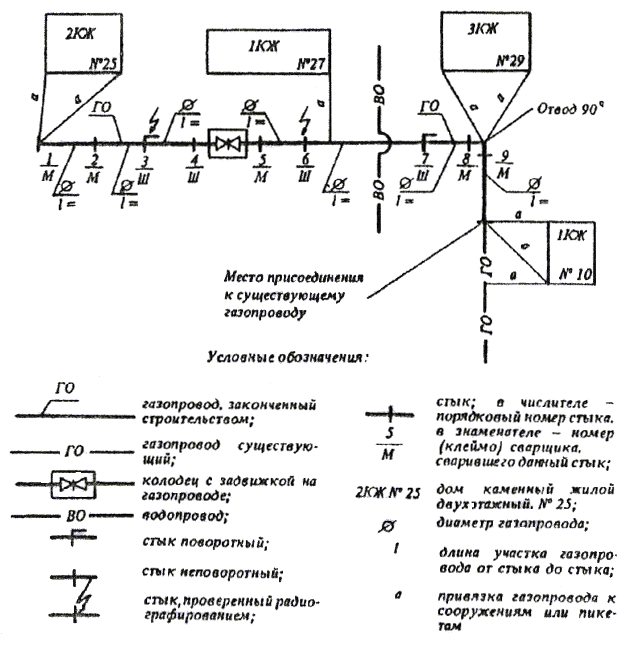 2КЖ
№25
1КЖ
№27
3КЖ
№29
а
в
ГО
l =
ВО
ГО
Отвод 90°
а
а
а
1
М
2
М
3
Ш
4
Ш
5
М
6
Ш
7
Ш
8
М
9
М
l =
l =
l =
l =
l =
l =
ВО
а
в
а
1КЖ
№ 10
ГО
ГО
Место присоединения
к существующему
газопроводу
Условные обозначения:
ГО
газопровод, законченный
строительством;
ГО
газопровод существую-
щий;
колодец с задвижкой на
газопроводе;
ВО
водопровод;
стык поворотный;
стык неповоротный;
стык, проверенный радио-
графированием;
стык; в числителе –
порядковый номер стыка.
5
М
в знаменателе – номер
(клеймо) сварщика,
сварившего данный стык;
2КЖ № 25
дом каменный жилой
двухэтажный. № 25;
диаметр газопровода;
l
длина участка газопро-
вода от стыка до стыка;
а
привязка газопровода к
сооружениям или пике-
там